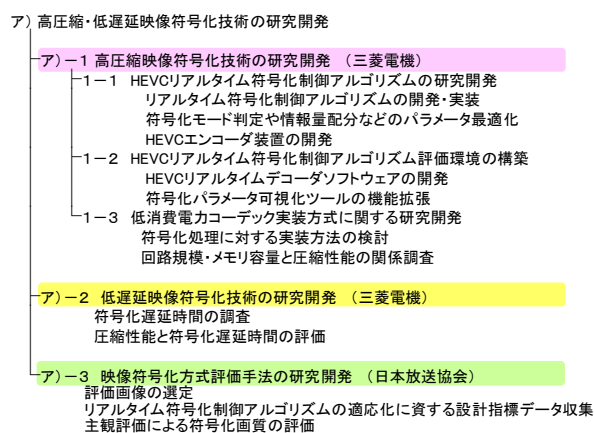 ア) 高圧縮・低遅延映像符号化技術の研究開発
ア)－1 高圧縮映像符号化技術の研究開発 （三菱電機）
1－1 HEVCリアルタイム符号化制御アルゴリズムの研究開発
リアルタイム符号化制御アルゴリズムの開発・実装
符号化モード判定や情報量配分などのパラメータ最適化
HEVCエンコーダ装置の開発
1－2 HEVCリアルタイム符号化制御アルゴリズム評価環境の構築
HEVCリアルタイムデコーダソフトウェアの開発
符号化パラメータ可視化ツールの機能拡張
1－3 低消費電力コーデック実装方式に関する研究開発
符号化処理に対する実装方法の検討
回路規模・メモリ容量と圧縮性能の関係調査
ア)－2 低遅延映像符号化技術の研究開発 （三菱電機）
符号化遅延時間の調査
圧縮性能と符号化遅延時間の評価
ア)－3 映像符号化方式評価手法の研究開発 （日本放送協会）
評価画像の選定
リアルタイム符号化制御アルゴリズムの適応化に資する設計指標データ収集
主観評価による符号化画質の評価